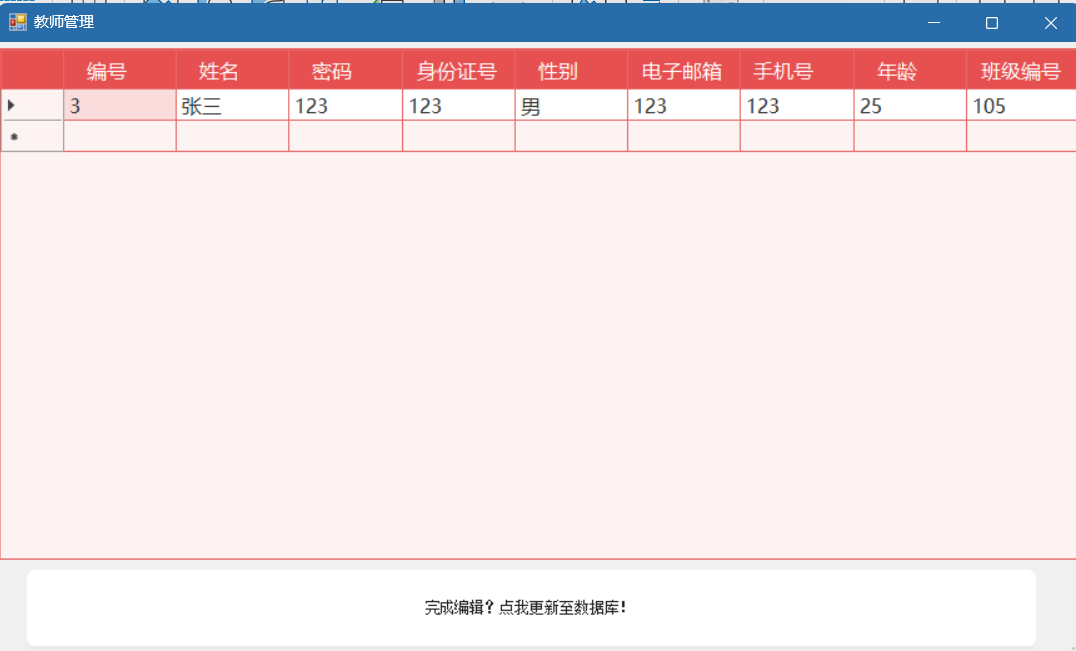 教师管理
编号 姓名 密码 身份证号 性别 电子邮箱 手机号 年龄 班级编号
3 张三 123 123 男 123 123 25 105
完成编辑？点我更新至数据库！